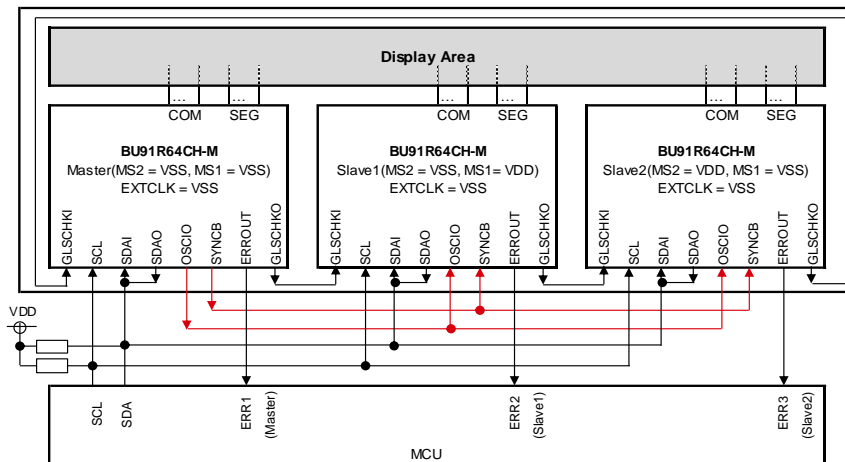 Display Area
... ... ... ... ... ...
COM SEG COM SEG COM SEG
BU91R64CH-M
Master(MS2 = VSS, MS1 = VSS)
EXTCLK = VSS
BU91R64CH-M
Slave1(MS2 = VSS, MS1= VDD)
EXTCLK = VSS
BU91R64CH-M
Slave2(MS2 = VDD, MS1 = VSS)
EXTCLK = VSS
GLSCHKI
SCL
SDAI
SDAO
OSCIO
SYNCB
ERROUT
GLSCHKO
GLSCHKI
SCL
SDAI
SDAO
OSCIO
SYNCB
ERROUT
GLSCHKO
GLSCHKI
SCL
SDAI
SDAO
OSCIO
SYNCB
ERROUT
GLSCHKO
VDD
SCL
SDA
ERR1
(Master)
ERR2
(Slave1)
ERR3
(Slave2)
MCU